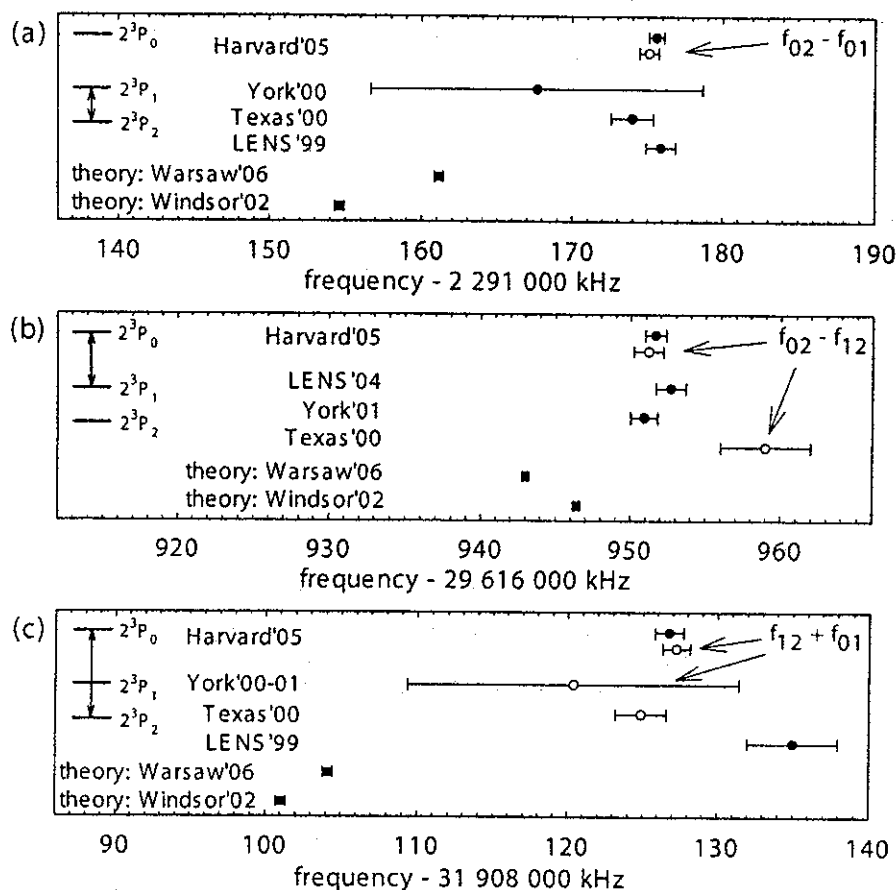 (a)
2³P₀
Harvard'05
f₀₂ - f₀₁
2³P₁
York'00
2³P₂
Texas'00
LENS'99
theory: Warsaw'06
theory: Windsor'02
140 150 160 170 180 190
frequency - 2 291 000 kHz
(b)
2³P₀
Harvard'05
f₀₂ - f₁₂
2³P₁
LENS'04
2³P₂
York'01
Texas'00
theory: Warsaw'06
theory: Windsor'02
920 930 940 950 960
frequency - 29 616 000 kHz
(c)
2³P₀
Harvard'05
f₁₂ + f₀₁
2³P₁
York'00-01
2³P₂
Texas'00
LENS'99
theory: Warsaw'06
theory: Windsor'02
90 100 110 120 130 140
frequency - 31 908 000 kHz